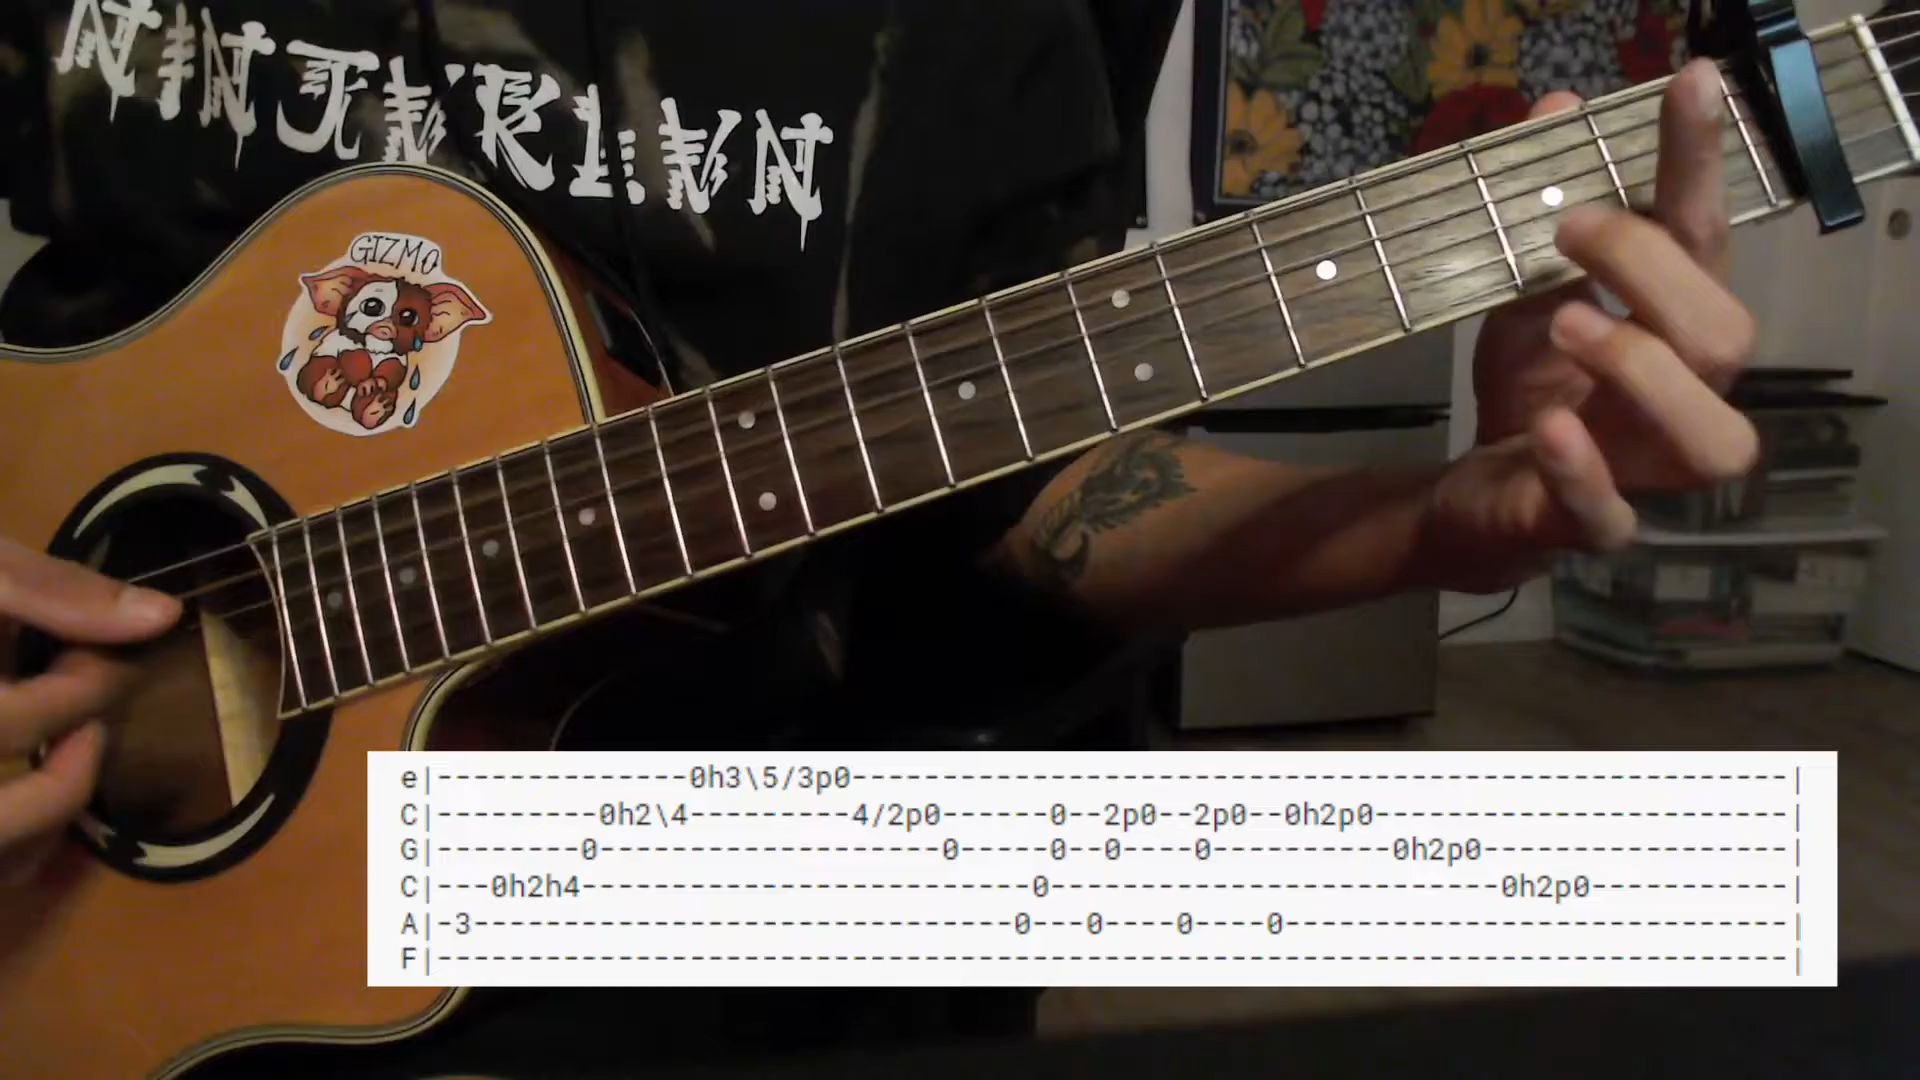 NINJAKLAN
GIZMO
e|--------------0h3\5/3p0----------------------------------------------------|
C|---------0h2\4---------4/2p0------0--2p0--2p0--0h2p0-----------------------|
G|--------0-------------------0-----0--0----0----------0h2p0-----------------|
C|---0h2h4-------------------------0-------------------------0h2p0-----------|
A|-3------------------------------0---0----0----0----------------------------|
F|---------------------------------------------------------------------------|